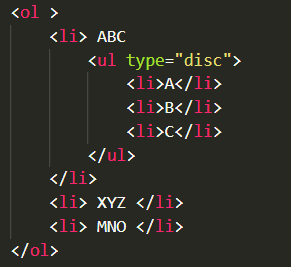 <ol >
    <li> ABC
        <ul type="disc">
            <li>A</li>
            <li>B</li>
            <li>C</li>
        </ul>
    </li>
    <li> XYZ </li>
    <li> MNO </li>
</ol>